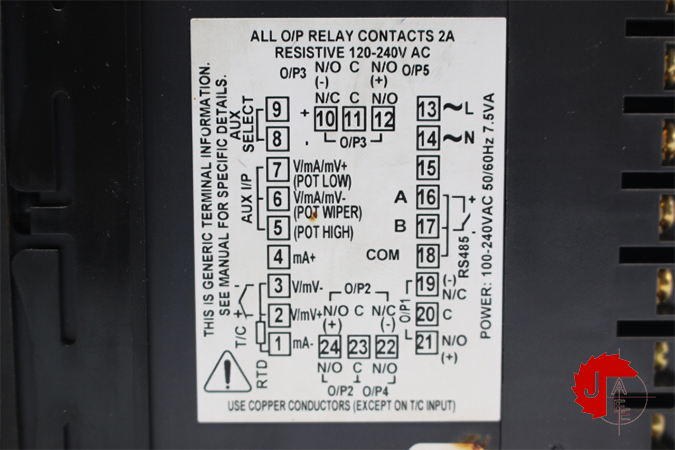 ALL O/P RELAY CONTACTS 2A
RESISTIVE 120-240V AC
THIS IS GENERIC TERMINAL INFORMATION.
SEE MANUAL FOR SPECIFIC DETAILS.
O/P3 N/O C N/O O/P5
(-) (+)
N/C C N/O
+ 10 11 12 -
O/P3
AUX SELECT
9
8
AUX I/P
7 V/mA/mV+
(POT LOW)
6 V/mA/mV-
(POT WIPER)
5 (POT HIGH)
4 mA+
3 V/mV-
2 V/mV+
1 mA-
T/C + -
RTD
13 ~L
14 ~N
15
A 16 +
B 17 -
COM 18
RS485
O/P1
19 (-)
N/C
20 C
21 N/O
(+)
O/P2
N/O C N/C
(+) (-)
24 23 22
N/O C N/O
O/P2 O/P4
POWER: 100-240VAC 50/60Hz 7.5VA
!
USE COPPER CONDUCTORS (EXCEPT ON T/C INPUT)